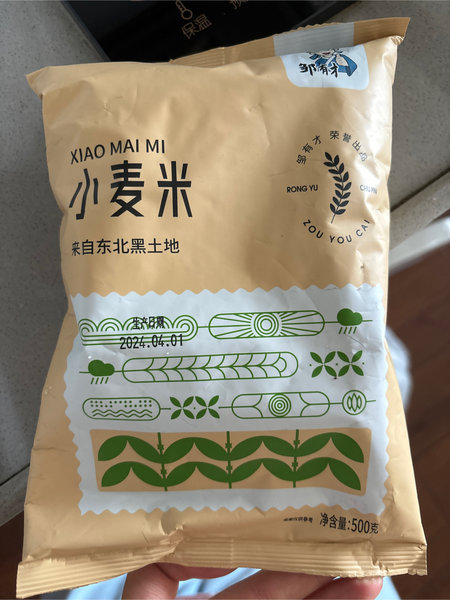 保温
邹有才
XIAO MAI MI
小麦米
来自东北黑土地
邹有才 荣誉出品
RONG YU
CHU PIN
ZOU YOU CAI
生产日期
2024.04.01
净含量:500克